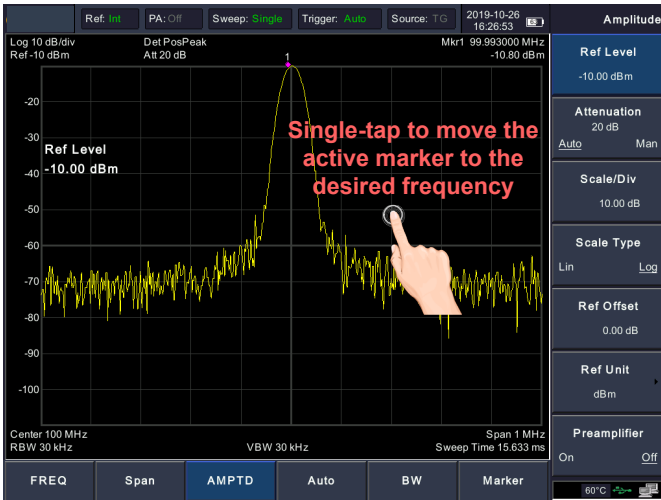 Ref: Int PA: Off Sweep: Single Trigger: Auto Source: TG 2019-10-26
16:26:53
Amplitude
Log 10 dB/div Det PosPeak Mkr1 99.993000 MHz
Ref -10 dBm Att 20 dB -10.80 dBm
1
-20
-30
-40
-50
-60
-70
-80
-90
-100
Ref Level
-10.00 dBm
Single-tap to move the
active marker to the
desired frequency
Center 100 MHz Span 1 MHz
RBW 30 kHz VBW 30 kHz Sweep Time 15.633 ms
Ref Level
-10.00 dBm
Attenuation
20 dB
Auto Man
Scale/Div
10.00 dB
Scale Type
Lin Log
Ref Offset
0.00 dB
Ref Unit
dBm
Preamplifier
On Off
FREQ Span AMPTD Auto BW Marker
60°C